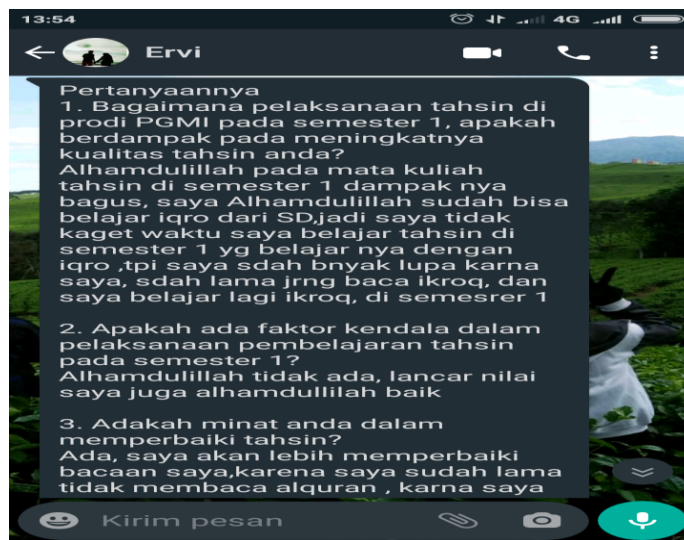 13:54
4G
Ervi
Pertanyaannya
1. Bagaimana pelaksanaan tahsin di
prodi PGMI pada semester 1, apakah
berdampak pada meningkatnya
kualitas tahsin anda?
Alhamdulillah pada mata kuliah
tahsin di semester 1 dampak nya
bagus, saya Alhamdulillah sudah bisa
belajar iqro dari SD,jadi saya tidak
kaget waktu saya belajar tahsin di
semester 1 yg belajar nya dengan
iqro ,tpi saya sdah bnyak lupa karna
saya, sdah lama jrng baca ikroq, dan
saya belajar lagi ikroq, di semesrer 1
2. Apakah ada faktor kendala dalam
pelaksanaan pembelajaran tahsin
pada semester 1?
Alhamdulillah tidak ada, lancar nilai
saya juga alhamdullilah baik
3. Adakah minat anda dalam
memperbaiki tahsin?
Ada, saya akan lebih memperbaiki
bacaan saya,karena saya sudah lama
tidak membaca alquran , karna saya
Kirim pesan